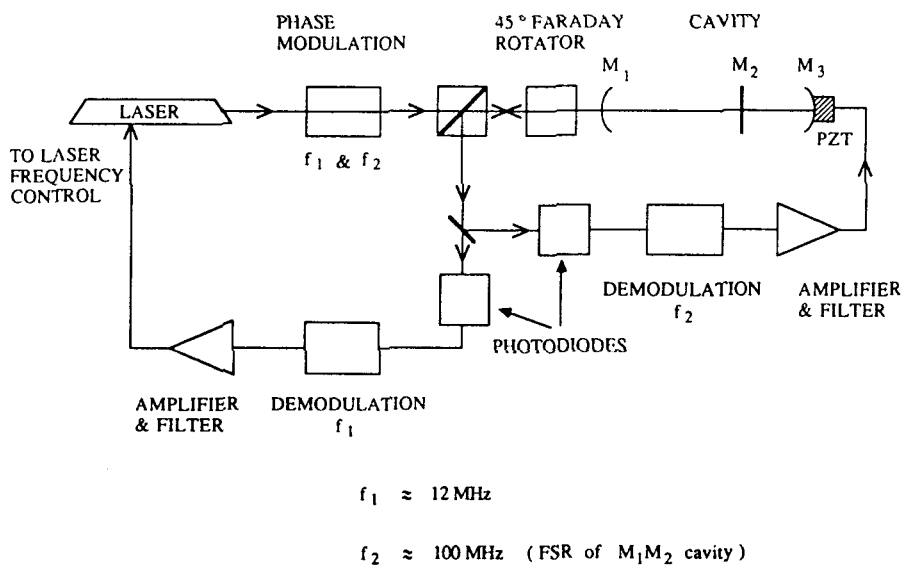 PHASE
MODULATION
45° FARADAY
ROTATOR
CAVITY
M1
M2
M3
LASER
PZT
f1 & f2
TO LASER
FREQUENCY
CONTROL
DEMODULATION
f2
AMPLIFIER
& FILTER
PHOTODIODES
AMPLIFIER
& FILTER
DEMODULATION
f1
f1 ≈ 12 MHz
f2 ≈ 100 MHz ( FSR of M1M2 cavity )